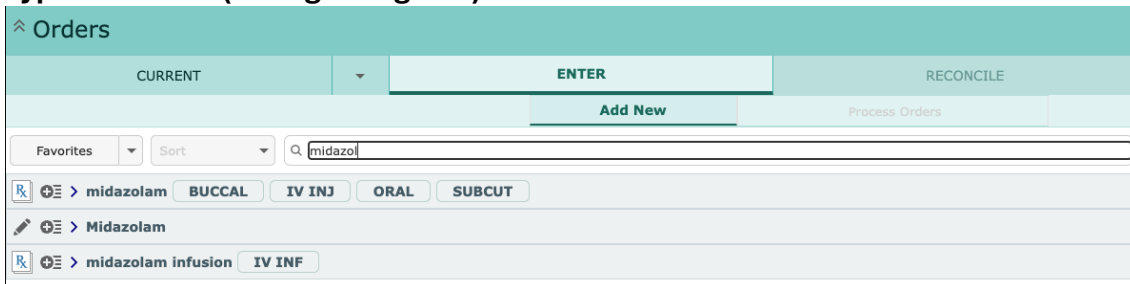 Orders
CURRENT ENTER RECONCILE
Add New Process Orders
Favorites Sort midazol
midazolam BUCCAL IV INJ ORAL SUBCUT
Midazolam
midazolam infusion IV INF